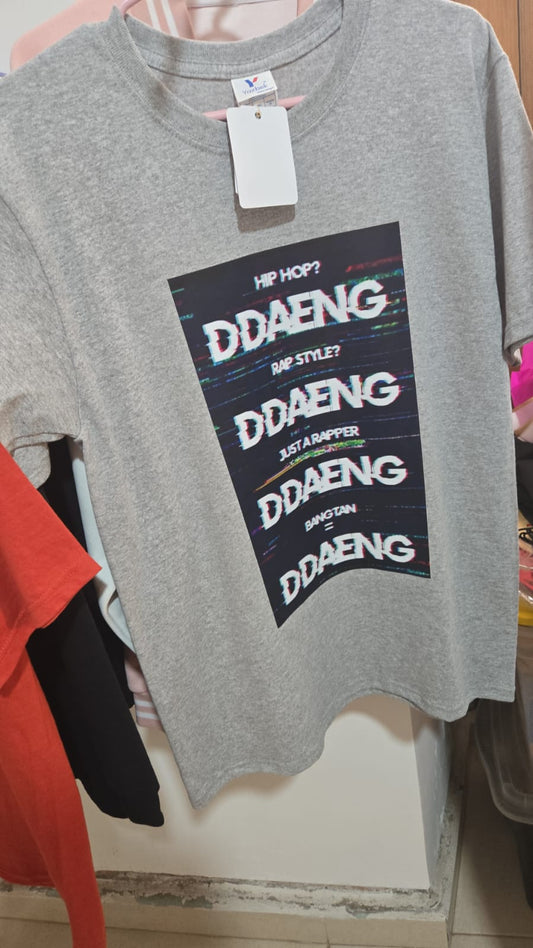 HIP HOP?
DDAENG
RAP STYLE?
DDAENG
JUST A RAPPER
DDAENG
BANGTAN
=
DDAENG